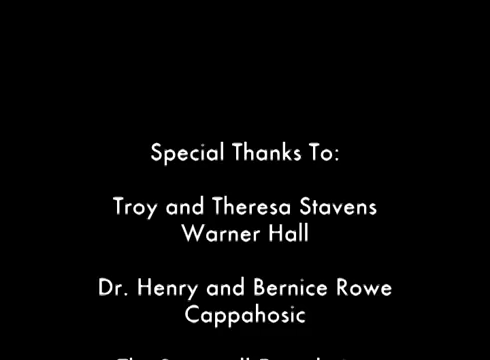 Special Thanks To:
Troy and Theresa Stavens
Warner Hall
Dr. Henry and Bernice Rowe
Cappahosic